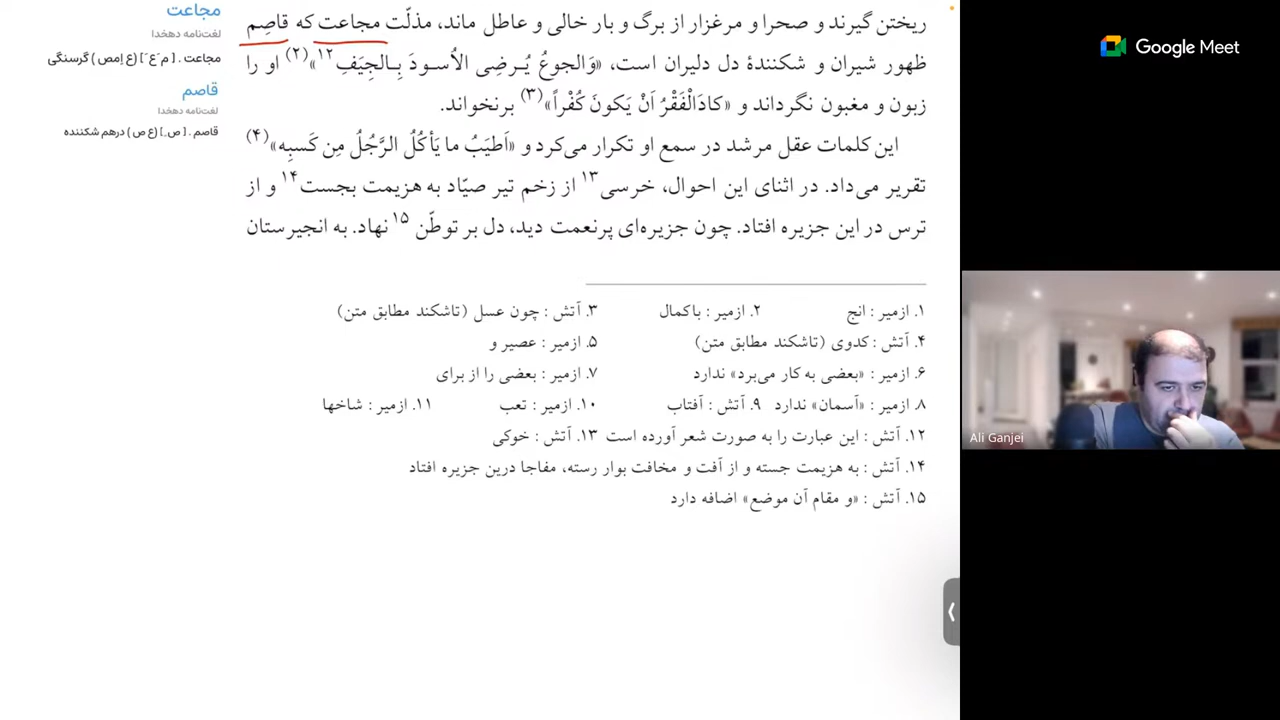 ریختن گیرند و صحرا و مرغزار از برگ و بار خالی و عاطل ماند، مذلّت مجاعت که قاصِم
ظهور شیران و شکنندهٔ دل دلیران است، «وَالجوعُ یُـرضِی الاُسـودَ بِـالجِیَفِ۱۲»(۲) او را
زبون و مغبون نگرداند و «کادَالْفَقْرُ اَنْ یَکونَ کُفْراً»(۳) برنخواند.
این کلمات عقل مرشد در سمع او تکرار می‌کرد و «اَطیَبُ ما یَأکُلُ الرَّجُلُ مِن کَسبِه»(۴)
تقریر می‌داد. در اثنای این احوال، خرسی۱۳ از زخم تیر صیّاد به هزیمت بجست۱۴ و از
ترس در این جزیره افتاد. چون جزیره‌ای پرنعمت دید، دل بر توطّن۱۵ نهاد. به انجیرستان
۱. ازمیر : انج ۲. ازمیر : باکمال ۳. آتش : چون عسل (تاشکند مطابق متن)
۴. آتش : کدوی (تاشکند مطابق متن) ۵. ازمیر : عصیر و
۶. ازمیر : «بعضی به کار می‌برد» ندارد ۷. ازمیر : بعضی را از برای
۸. ازمیر : «آسمان» ندارد ۹. آتش : آفتاب ۱۰. ازمیر : تعب ۱۱. ازمیر : شاخها
۱۲. آتش : این عبارت را به صورت شعر آورده است ۱۳. آتش : خوکی
۱۴. آتش : به هزیمت جسته و از آفت و مخافت بوار رسته، مفاجا درین جزیره افتاد
۱۵. آتش : «و مقام آن موضع» اضافه دارد
مجاعت
لغت‌نامه دهخدا
مجاعت . [ م َ ع َ ] (ع اِمص ) گرسنگی
قاصم
لغت‌نامه دهخدا
قاصم . [ ص ِ ] (ع ص ) درهم شکننده
Google Meet
Ali Ganjei